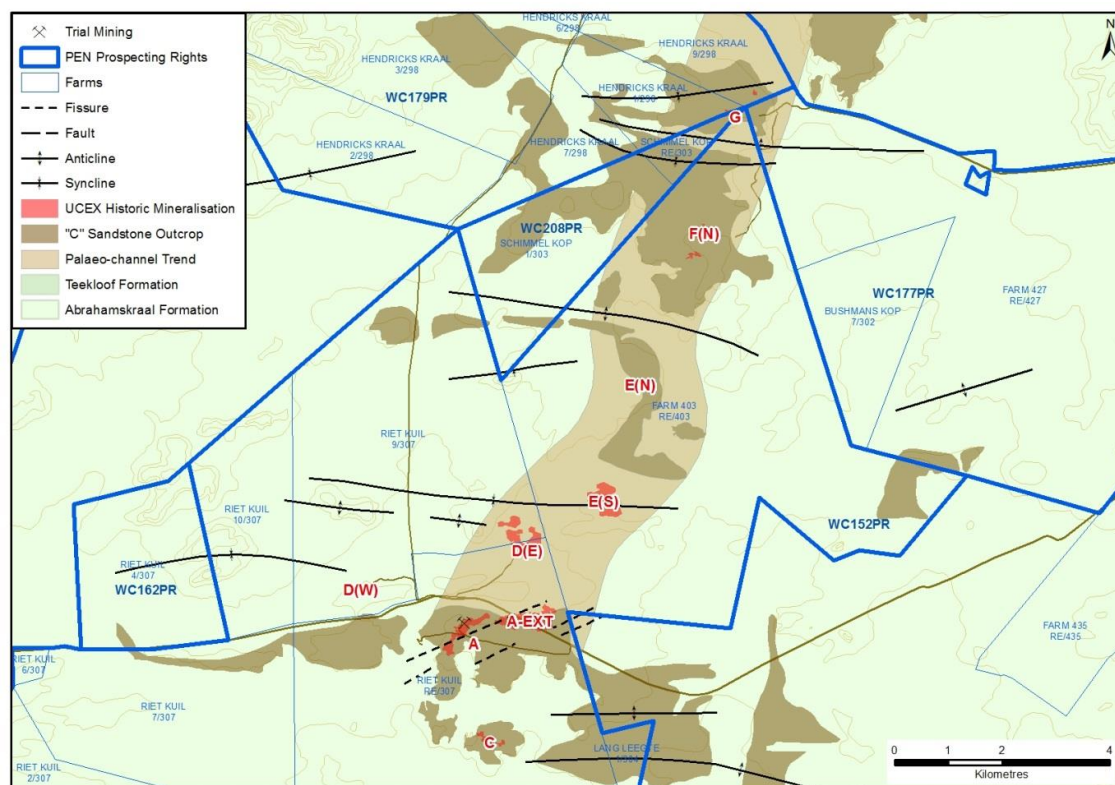 Trial Mining
PEN Prospecting Rights
Farms
Fissure
Fault
Anticline
Syncline
UCEX Historic Mineralisation
"C" Sandstone Outcrop
Palaeo-channel Trend
Teekloof Formation
Abrahamskraal Formation
HENDRICKS KRAAL
6/298
N
HENDRICKS KRAAL
3/298
HENDRICKS KRAAL
9/298
WC179PR
HENDRICKS KRAAL
G
HENDRICKS KRAAL
2/298
HENDRICKS KRAAL
7/298
SCHIMMEL KOP
RE/303
WC208PR
SCHIMMEL KOP
1/303
F(N)
WC177PR
FARM 427
RE/427
BUSHMANS KOP
7/302
E(N)
FARM 403
RE/403
RIET KUIL
9/307
RIET KUIL
10/307
E(S)
WC152PR
D(E)
RIET KUIL
4/307
WC162PR
D(W)
A-EXT
A
FARM 435
RE/435
RIET KUIL
6/307
RIET KUIL
RE/307
RIET KUIL
7/307
C
LANG LEEGTE
RIET KUIL
2/307
0 1 2 4
Kilometres